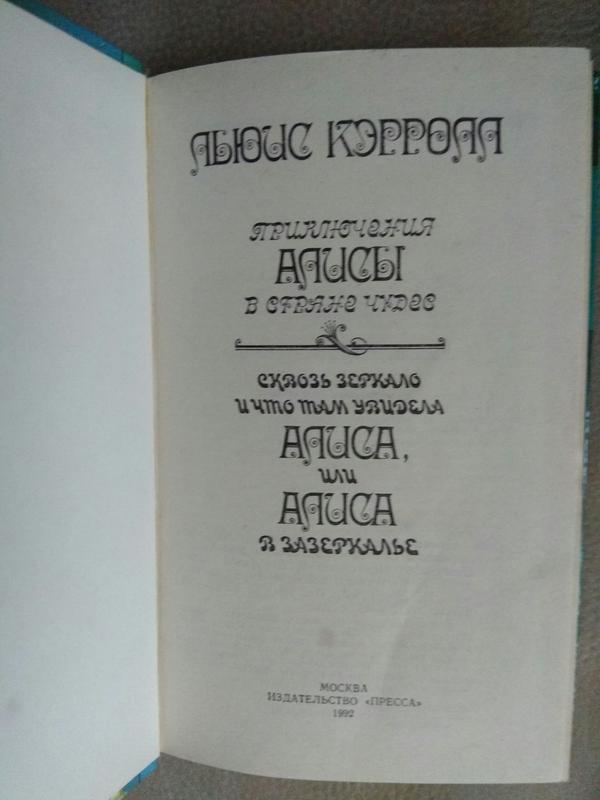 ЛЬЮИС КЭРРОЛЛ
ПРИКЛЮЧЕНИЯ
АЛИСЫ
В СТРАНЕ ЧУДЕС
СКВОЗЬ ЗЕРКАЛО
И ЧТО ТАМ УВИДЕЛА
АЛИСА,
ИЛИ
АЛИСА
В ЗАЗЕРКАЛЬЕ
МОСКВА
ИЗДАТЕЛЬСТВО «ПРЕССА»
1992